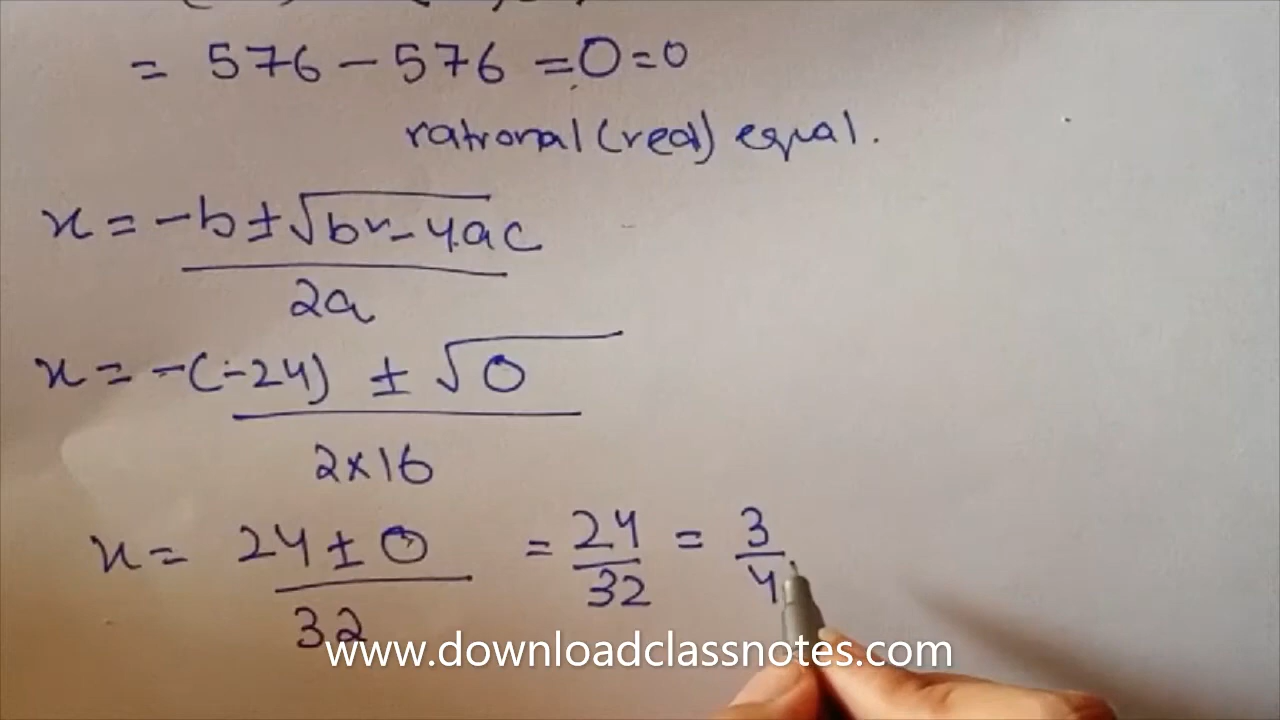 = 576 - 576 = 0 = 0
rational (real) equal.
x = -b ± √b² - 4ac
2a
x = -(-24) ± √0
2×16
x = 24 ± 0 = 24 = 3
32 32 4
www.downloadclassnotes.com